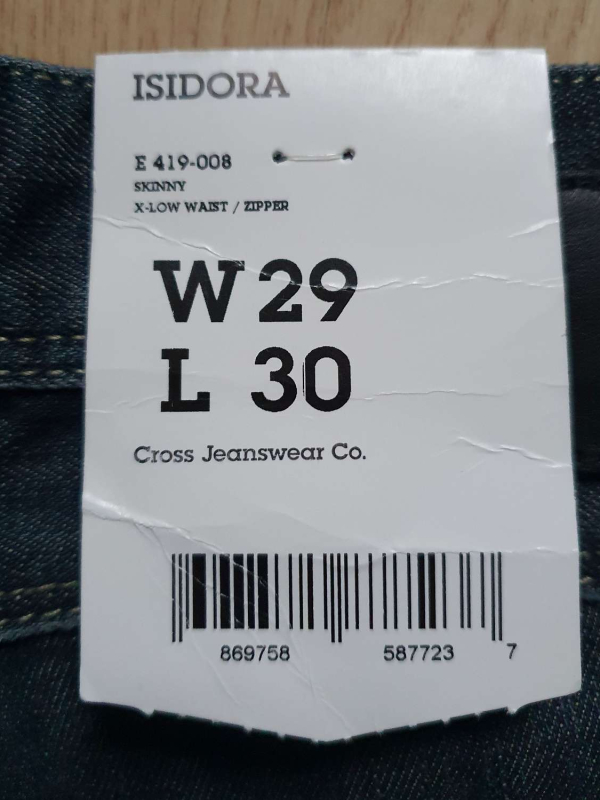 ISIDORA
E 419-008
SKINNY
X-LOW WAIST / ZIPPER
W 29
L 30
Cross Jeanswear Co.
869758 587723 7